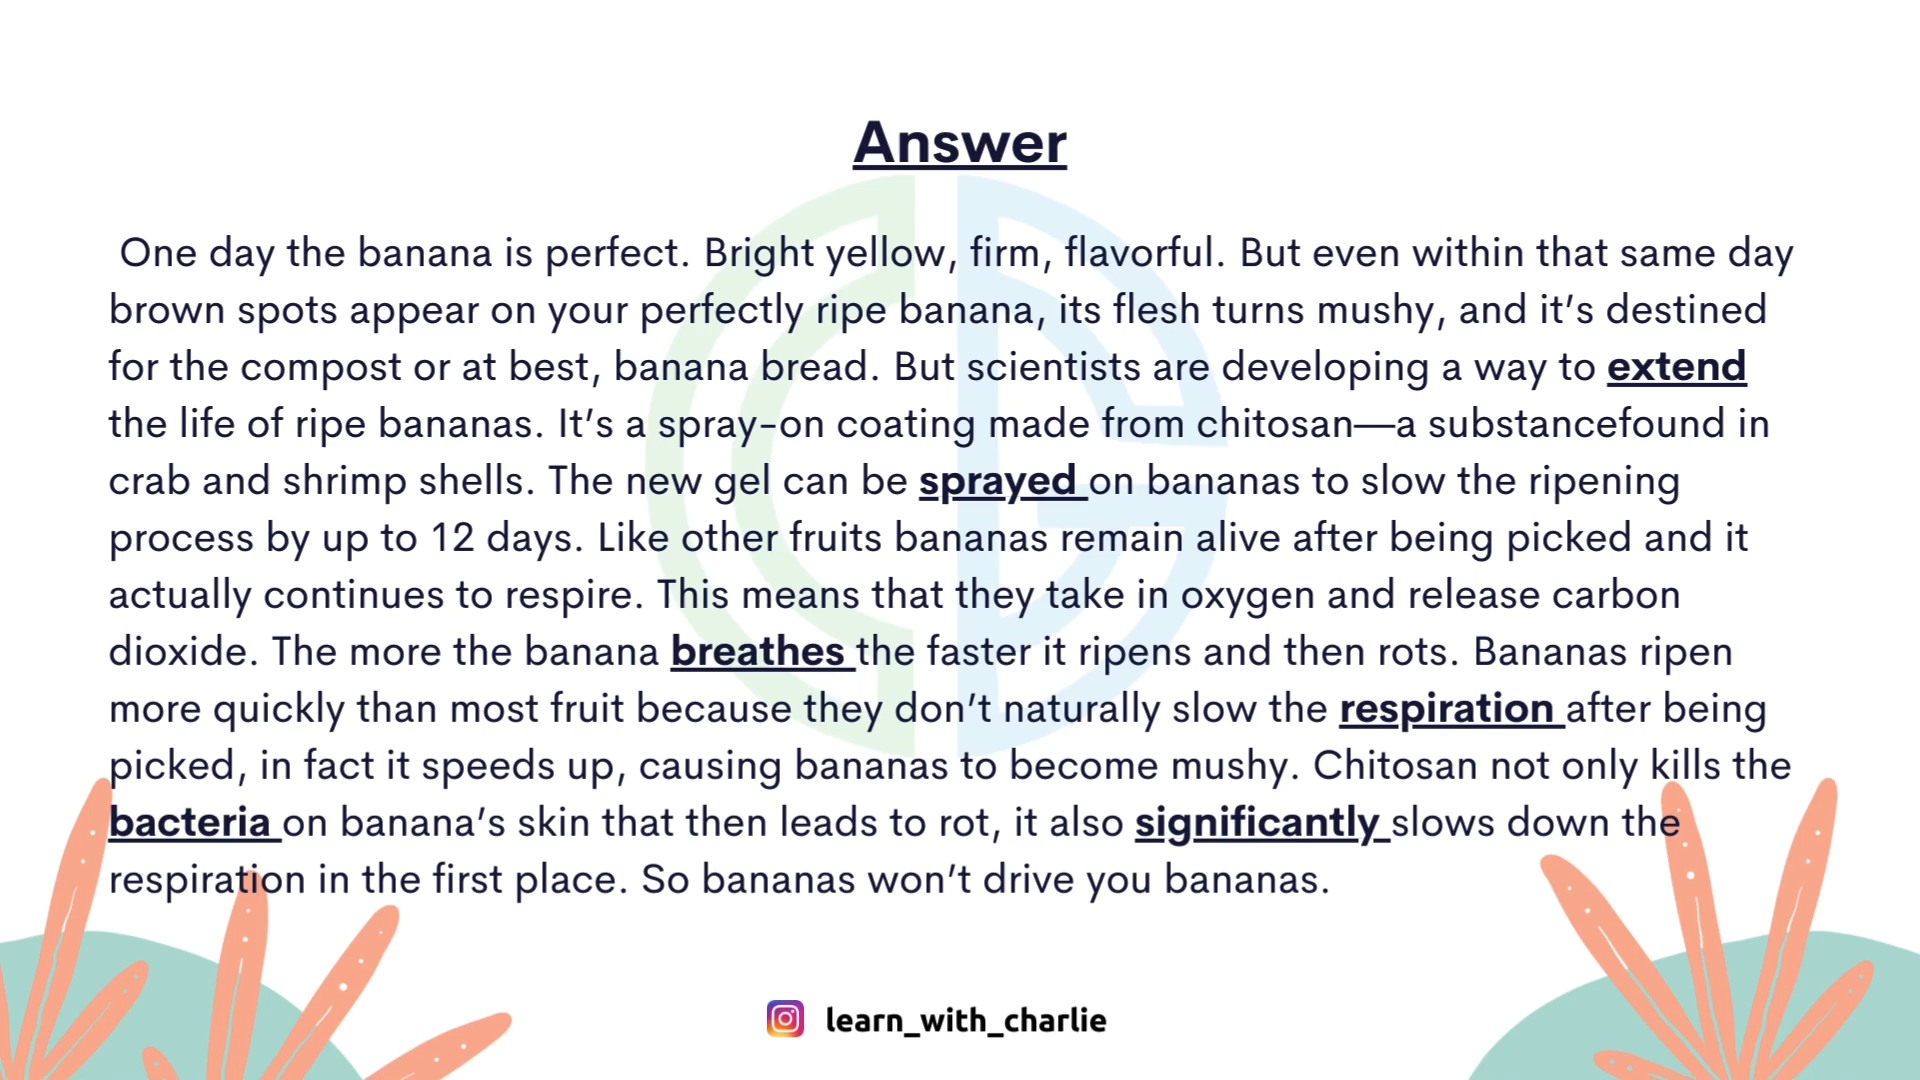 Answer
One day the banana is perfect. Bright yellow, firm, flavorful. But even within that same day
brown spots appear on your perfectly ripe banana, its flesh turns mushy, and it’s destined
for the compost or at best, banana bread. But scientists are developing a way to extend
the life of ripe bananas. It’s a spray-on coating made from chitosan—a substancefound in
crab and shrimp shells. The new gel can be sprayed on bananas to slow the ripening
process by up to 12 days. Like other fruits bananas remain alive after being picked and it
actually continues to respire. This means that they take in oxygen and release carbon
dioxide. The more the banana breathes the faster it ripens and then rots. Bananas ripen
more quickly than most fruit because they don’t naturally slow the respiration after being
picked, in fact it speeds up, causing bananas to become mushy. Chitosan not only kills the
bacteria on banana’s skin that then leads to rot, it also significantly slows down the
respiration in the first place. So bananas won’t drive you bananas.
learn_with_charlie